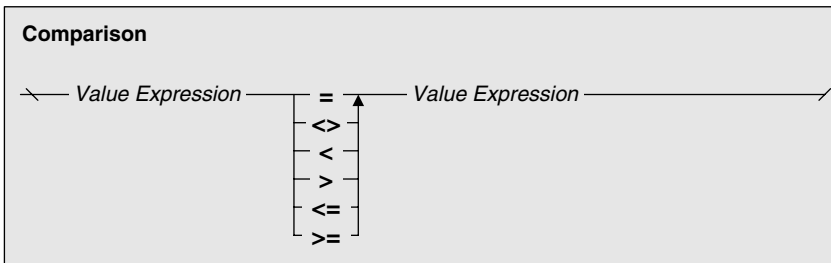 Comparison
Value Expression = Value Expression
<>
<
>
<=
>=